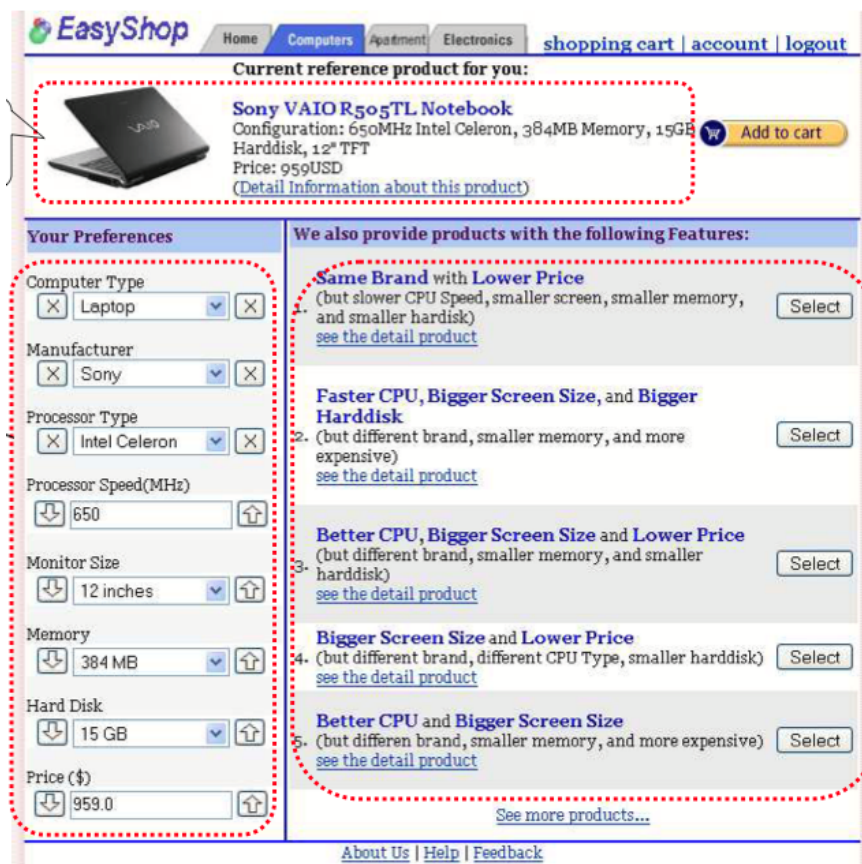 EasyShop
Home Computers Apartment Electronics shopping cart | account | logout
Current reference product for you:
VAIO
Sony VAIO R505TL Notebook
Configuration: 650MHz Intel Celeron, 384MB Memory, 15GB
Harddisk, 12" TFT
Price: 959USD
(Detail Information about this product)
Add to cart
Your Preferences
Computer Type
X Laptop X
Manufacturer
X Sony X
Processor Type
X Intel Celeron X
Processor Speed(MHz)
650
Monitor Size
12 inches
Memory
384 MB
Hard Disk
15 GB
Price ($)
959.0
We also provide products with the following Features:
1. Same Brand with Lower Price
(but slower CPU Speed, smaller screen, smaller memory,
and smaller hardisk)
see the detail product
Select
2. Faster CPU, Bigger Screen Size, and Bigger
Harddisk
(but different brand, smaller memory, and more
expensive)
see the detail product
Select
3. Better CPU, Bigger Screen Size and Lower Price
(but different brand, smaller memory, and smaller
harddisk)
see the detail product
Select
4. Bigger Screen Size and Lower Price
(but different brand, different CPU Type, smaller harddisk)
see the detail product
Select
5. Better CPU and Bigger Screen Size
(but differen brand, smaller memory, and more expensive)
see the detail product
Select
See more products...
About Us | Help | Feedback